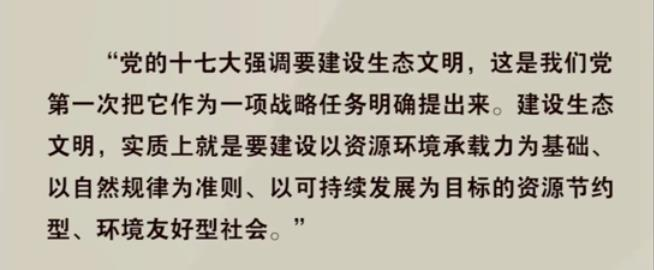 “党的十七大强调要建设生态文明，这是我们党
第一次把它作为一项战略任务明确提出来。建设生态
文明，实质上就是要建设以资源环境承载力为基础、
以自然规律为准则、以可持续发展为目标的资源节约
型、环境友好型社会。”